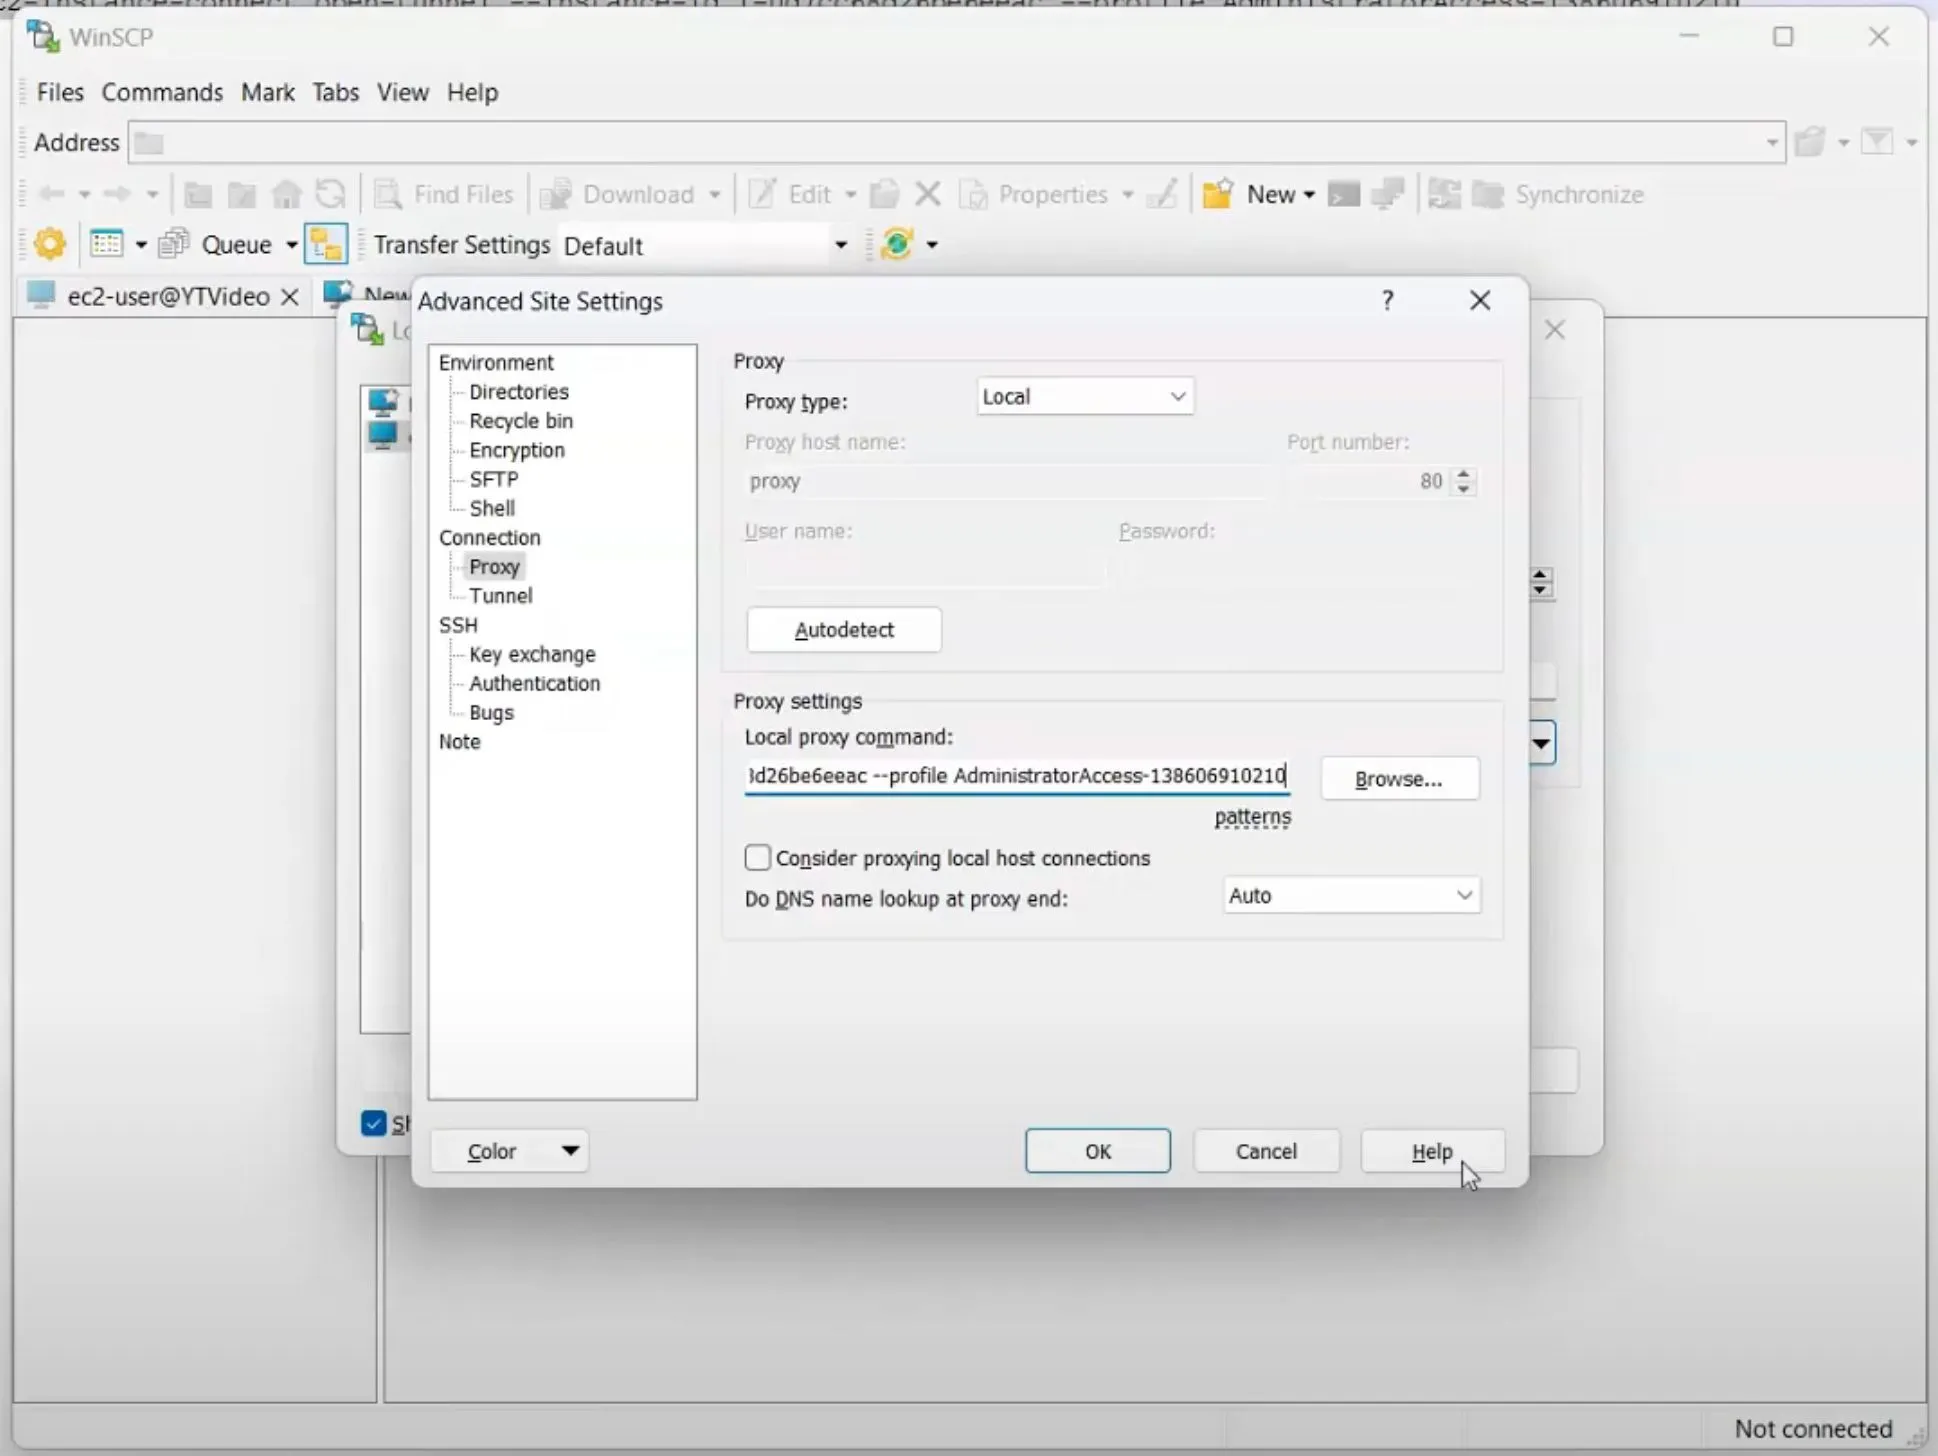 WinSCP
Files Commands Mark Tabs View Help
Address
Find Files Download Edit Properties New Synchronize
Queue Transfer Settings Default
ec2-user@YTVideo New
Advanced Site Settings ?
Environment
Directories
Recycle bin
Encryption
SFTP
Shell
Connection
Proxy
Tunnel
SSH
Key exchange
Authentication
Bugs
Note
Proxy
Proxy type: Local
Proxy host name: Port number:
proxy 80
User name: Password:
Autodetect
Proxy settings
Local proxy command:
d26be6eeac --profile AdministratorAccess-138606910210 Browse...
patterns
Consider proxying local host connections
Do DNS name lookup at proxy end: Auto
Color OK Cancel Help
Not connected